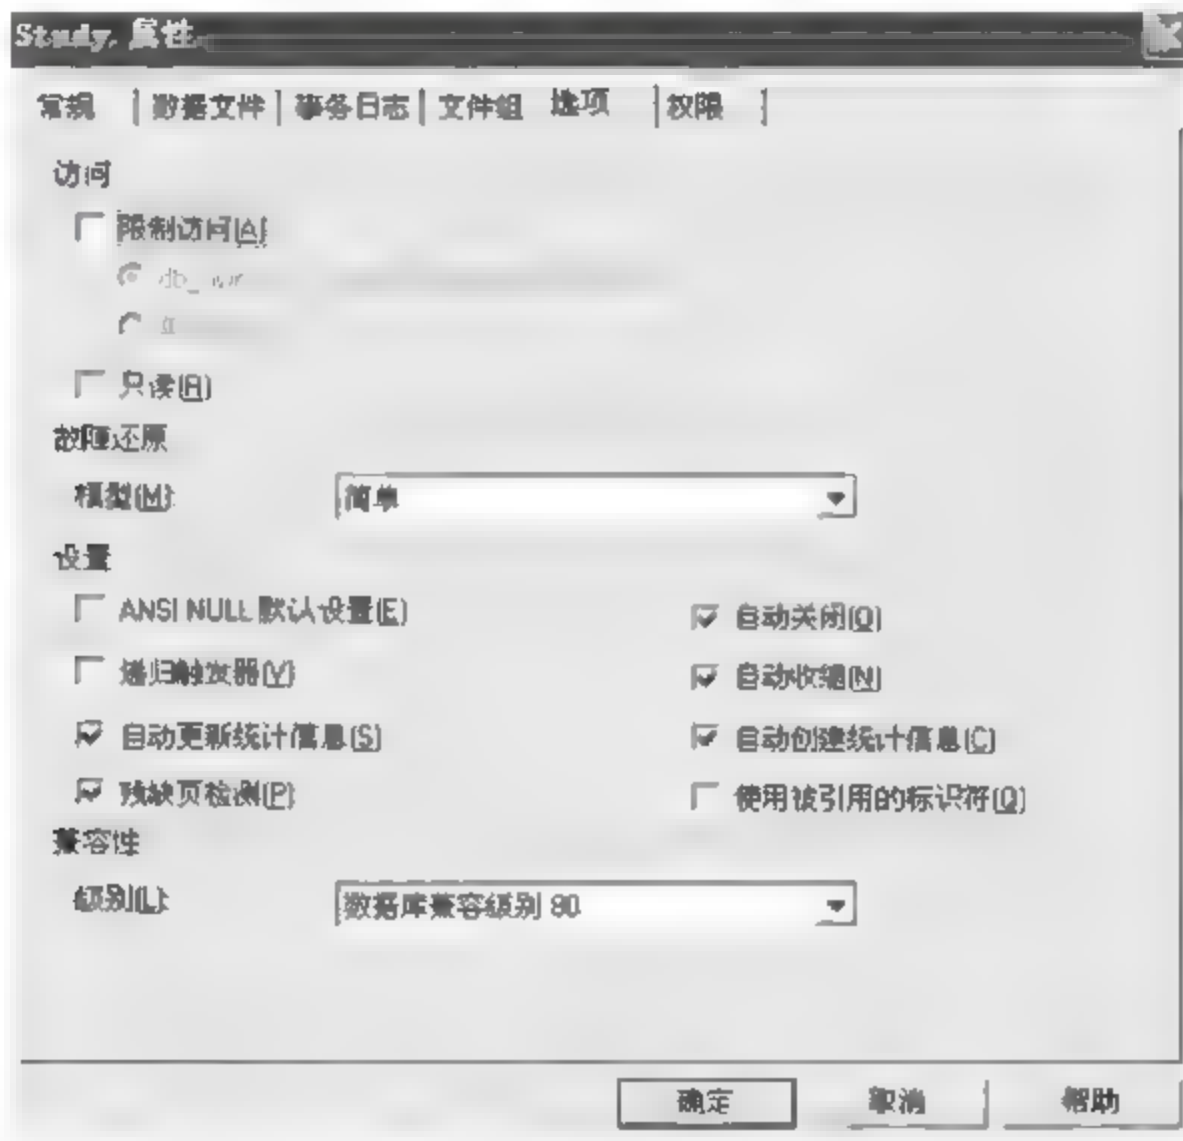 Study 属性
常规 数据文件 事务日志 文件组 选项 权限
访问
限制访问(A)
只读(R)
故障还原
模型(M): 简单
设置
ANSI NULL 默认设置(E) 自动关闭(O)
递归触发器(V) 自动收缩(N)
自动更新统计信息(S) 自动创建统计信息(C)
残缺页检测(P) 使用被引用的标识符(Q)
兼容性
级别(L): 数据库兼容级别 80
确定 取消 帮助